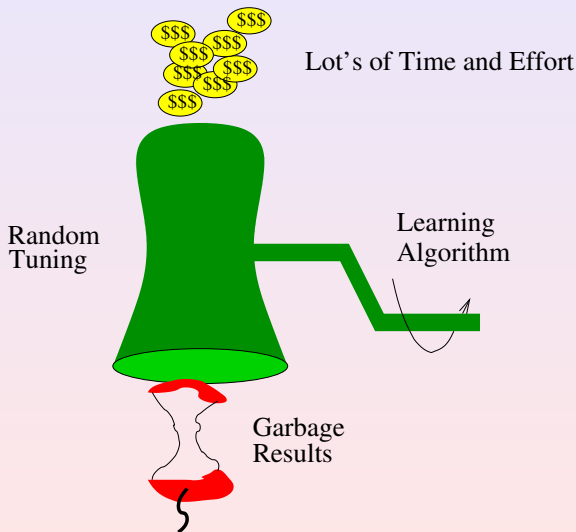 $$$
$$$
$$$
$$$
$$$
$$$
$$$
$$$
Lot's of Time and Effort
Random
Tuning
Learning
Algorithm
Garbage
Results